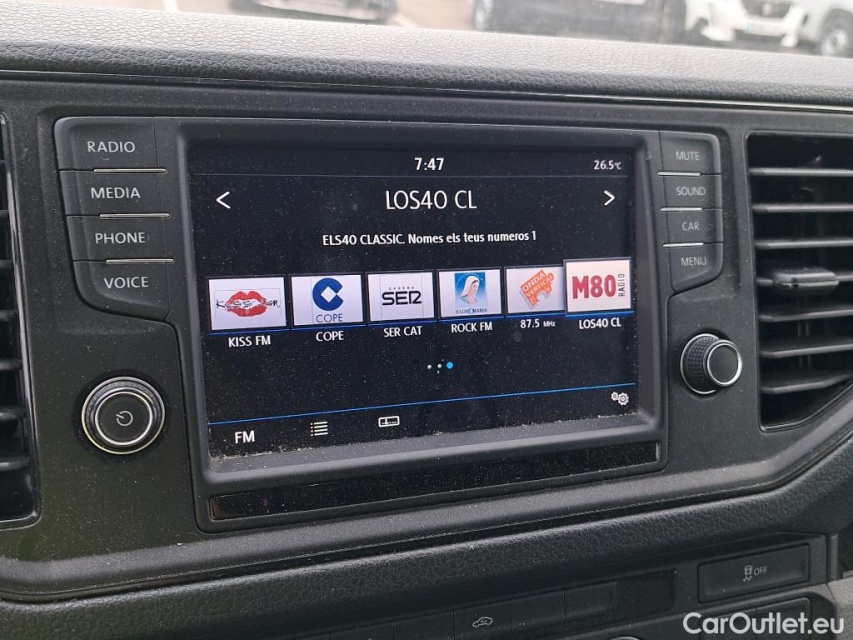 RADIO
MEDIA
PHONE
VOICE
7:47
26.5°C
< LOS40 CL >
ELS40 CLASSIC. Nomes els teus numeros 1
COPE
SER
M80 RADIO
KISS FM
COPE
SER CAT
ROCK FM
87.5 MHz
LOS40 CL
FM
MUTE
SOUND
CAR
MENU
OFF
CarOutlet.eu